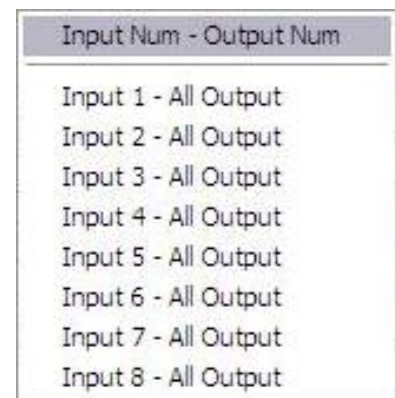 Input Num - Output Num
Input 1 - All Output
Input 2 - All Output
Input 3 - All Output
Input 4 - All Output
Input 5 - All Output
Input 6 - All Output
Input 7 - All Output
Input 8 - All Output